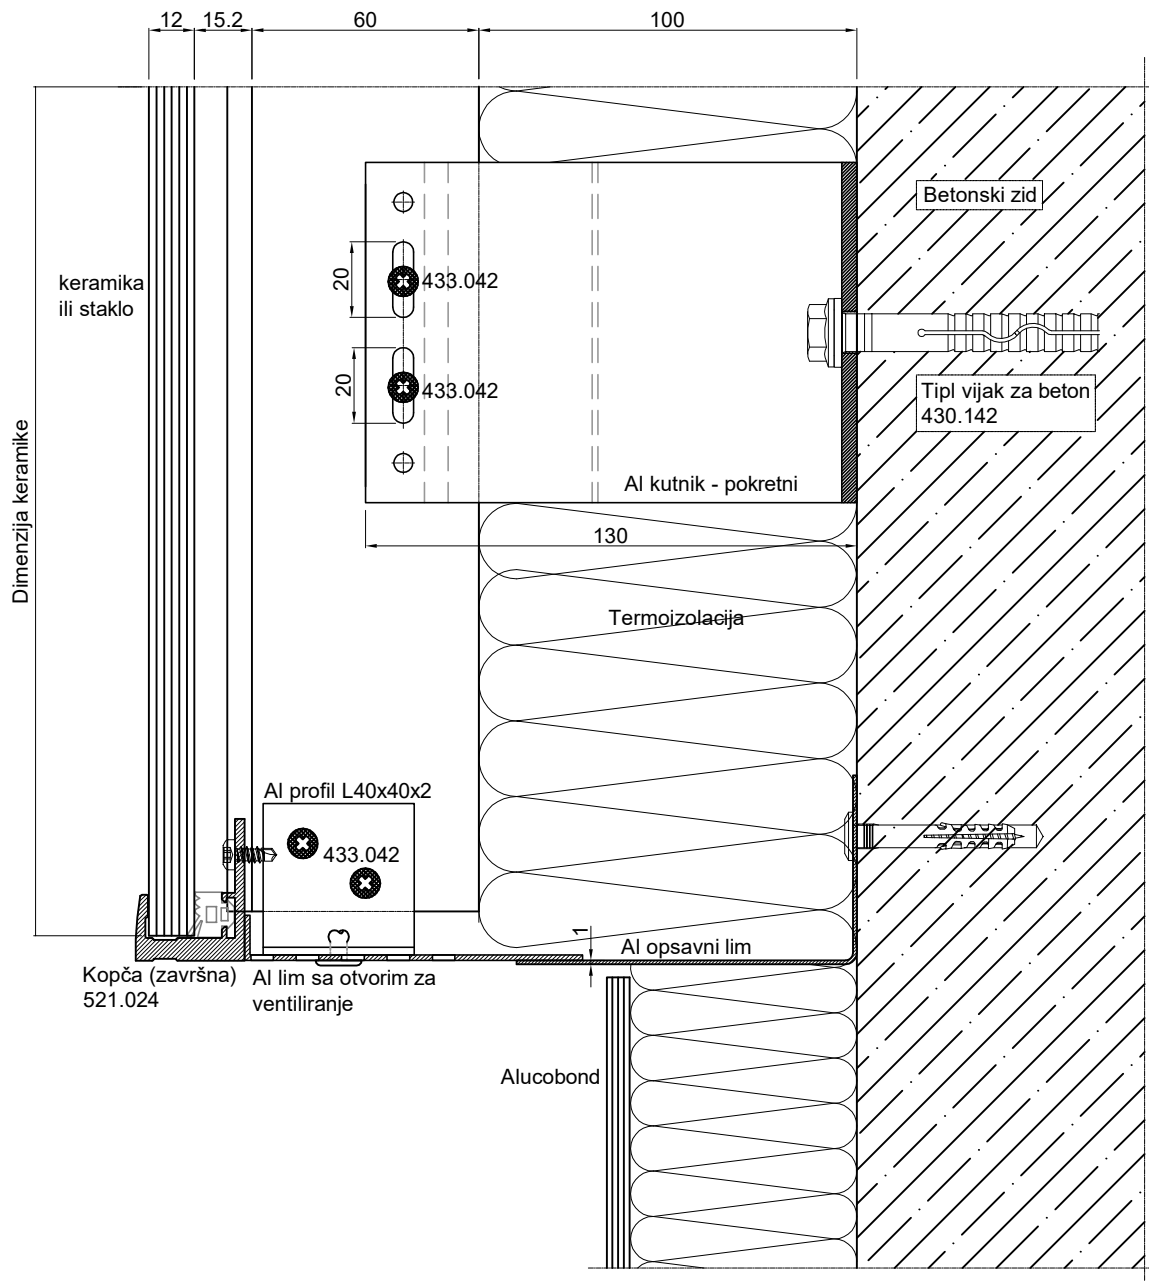 12
15.2
60
100
Betonski zid
keramika
ili staklo
20
433.042
20
433.042
Tipl vijak za beton
430.142
Dimenzija keramike
Al kutnik - pokretni
130
Termoizolacija
Al profil L40x40x2
433.042
1
Al opsavni lim
Kopča (završna)
521.024
Al lim sa otvorim za
ventiliranje
Alucobond